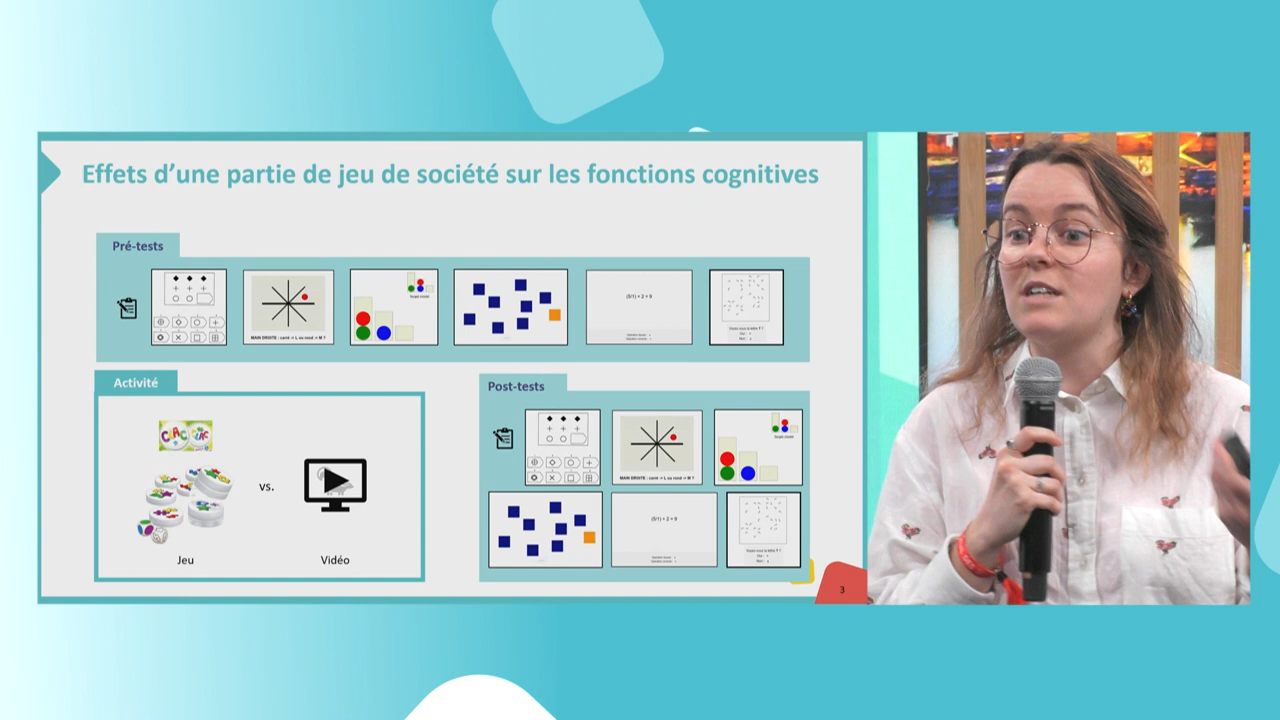 Effets d’une partie de jeu de société sur les fonctions cognitives
Pré-tests
MAIN DROITE : carré -> L ou rond -> M ?
(5/1) + 2 = 9
Activité
CLAC CLAC
vs.
Jeu
Vidéo
Post-tests
MAIN DROITE : carré -> L ou rond -> M ?
(5/1) + 2 = 9
3